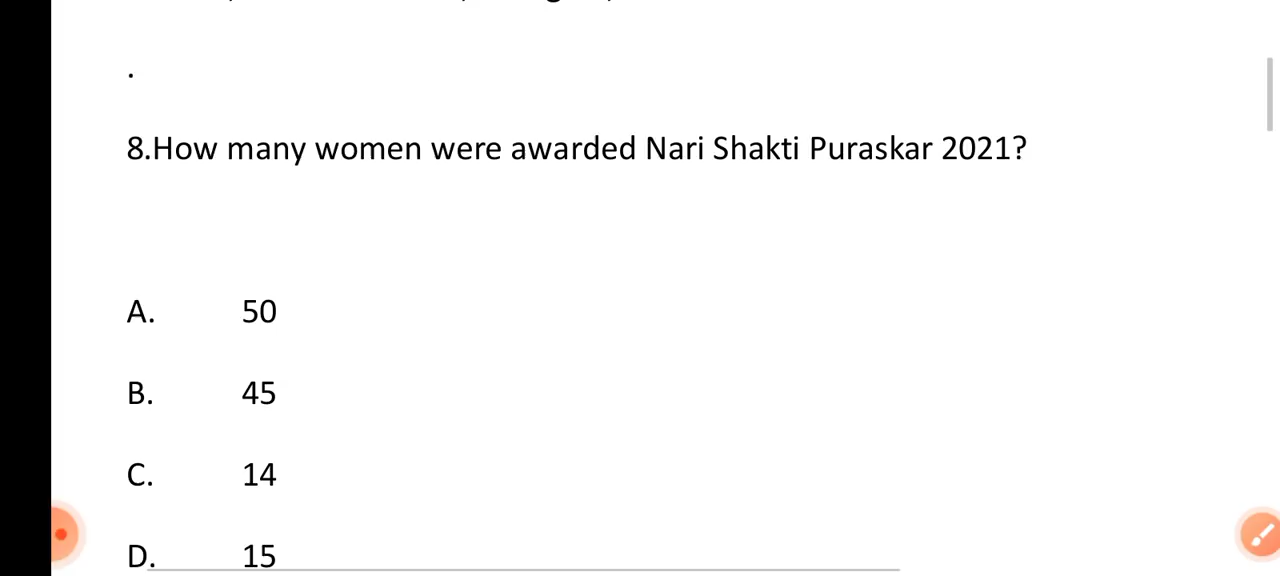 .
8.How many women were awarded Nari Shakti Puraskar 2021?
A. 50
B. 45
C. 14
D. 15